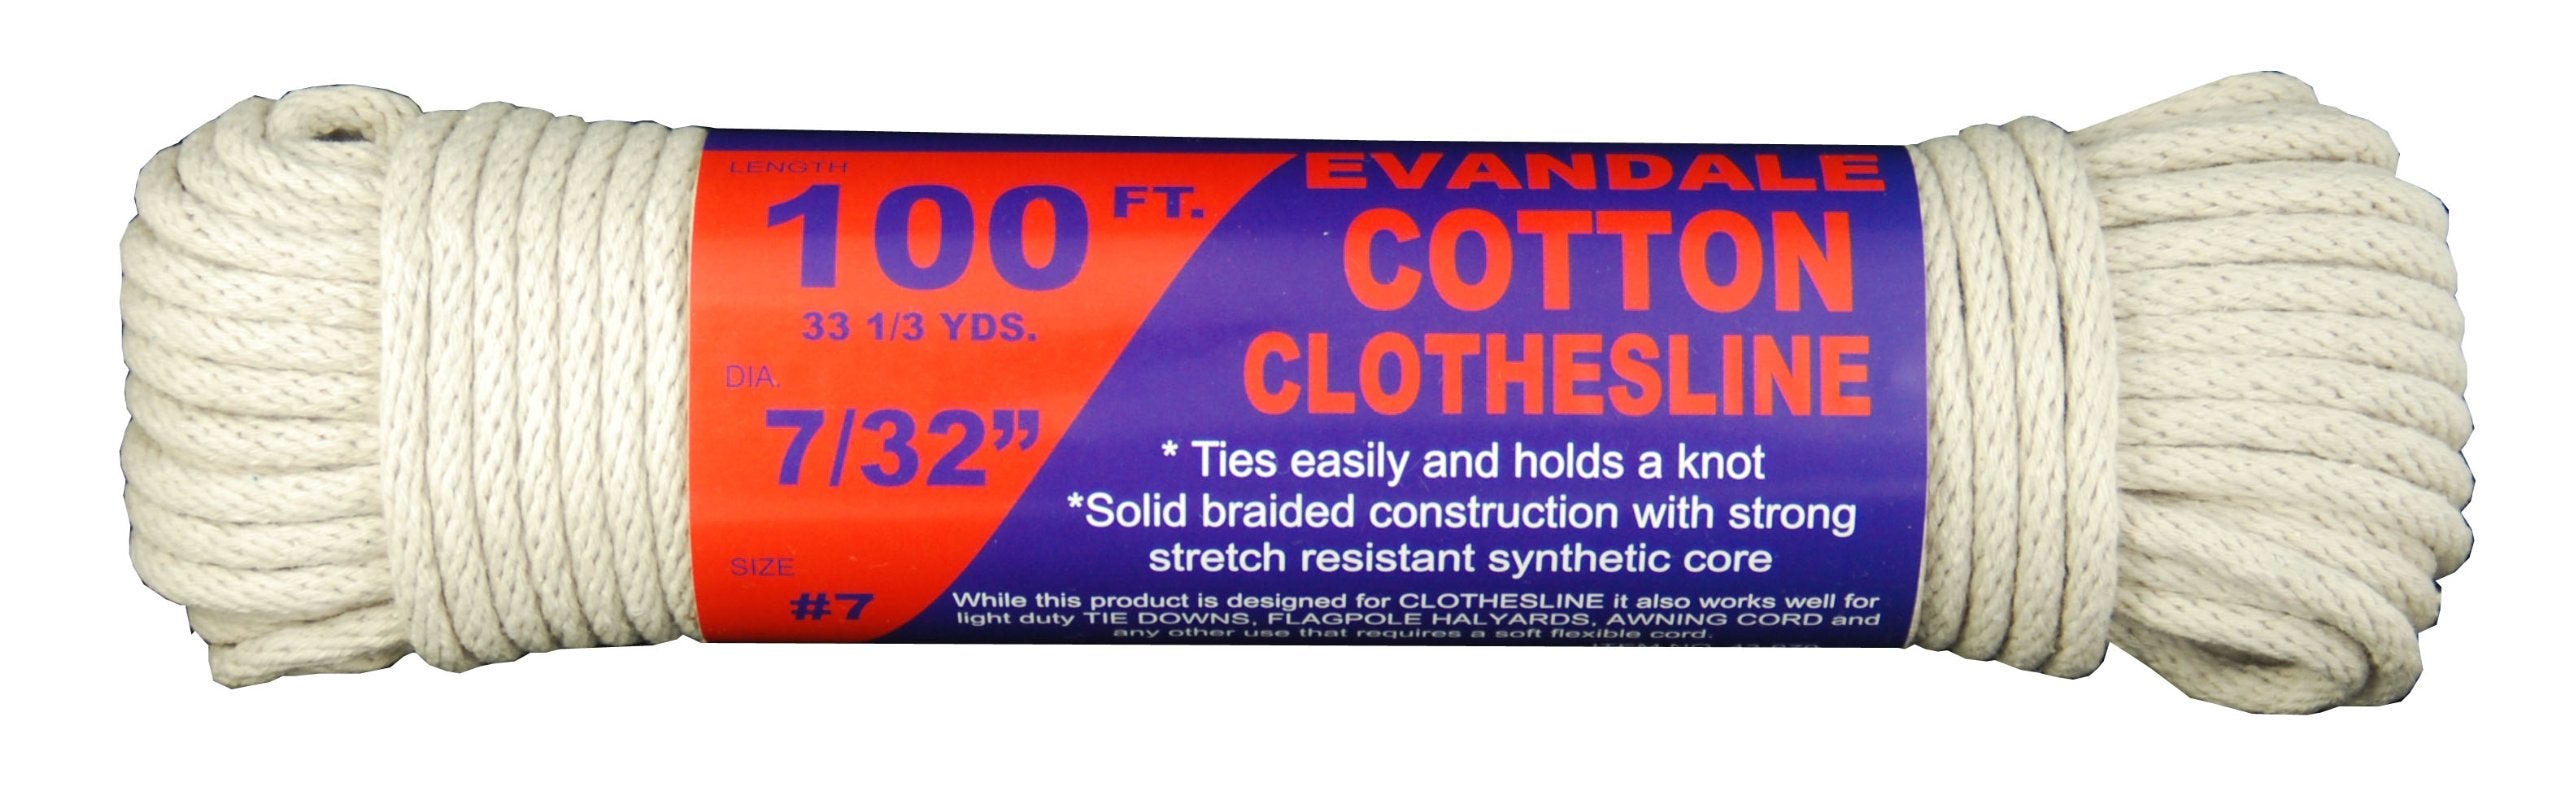 LENGTH
100 FT.
33 1/3 YDS.
DIA.
7/32”
SIZE
#7
EVANDALE
COTTON
CLOTHESLINE
* Ties easily and holds a knot
*Solid braided construction with strong
stretch resistant synthetic core
While this product is designed for CLOTHESLINE it also works well for
light duty TIE DOWNS, FLAGPOLE HALYARDS, AWNING CORD and
any other use that requires a soft flexible cord.
ITEM NO.